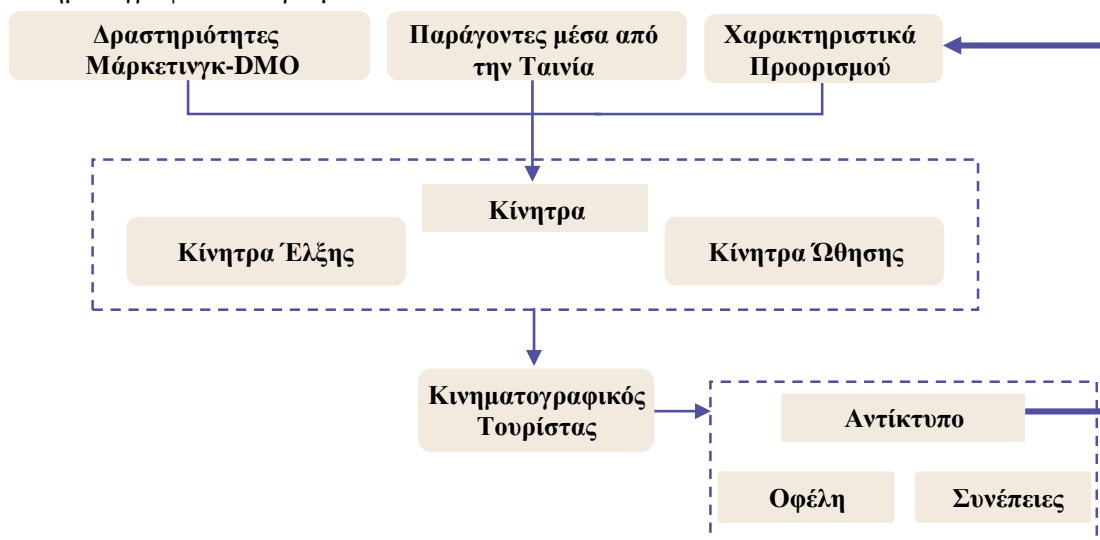 Δραστηριότητες
Μάρκετινγκ-DMO
Παράγοντες μέσα από
την Ταινία
Χαρακτηριστικά
Προορισμού
Κίνητρα
Κίνητρα Έλξης
Κίνητρα Ώθησης
Κινηματογραφικός
Τουρίστας
Αντίκτυπο
Οφέλη
Συνέπειες